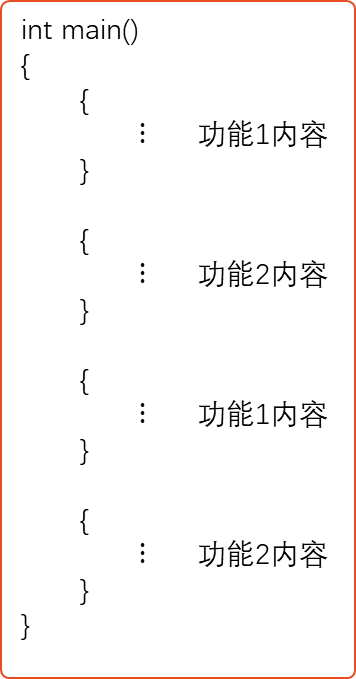 int main()
{
{
⋮ 功能1内容
}
{
⋮ 功能2内容
}
{
⋮ 功能1内容
}
{
⋮ 功能2内容
}
}